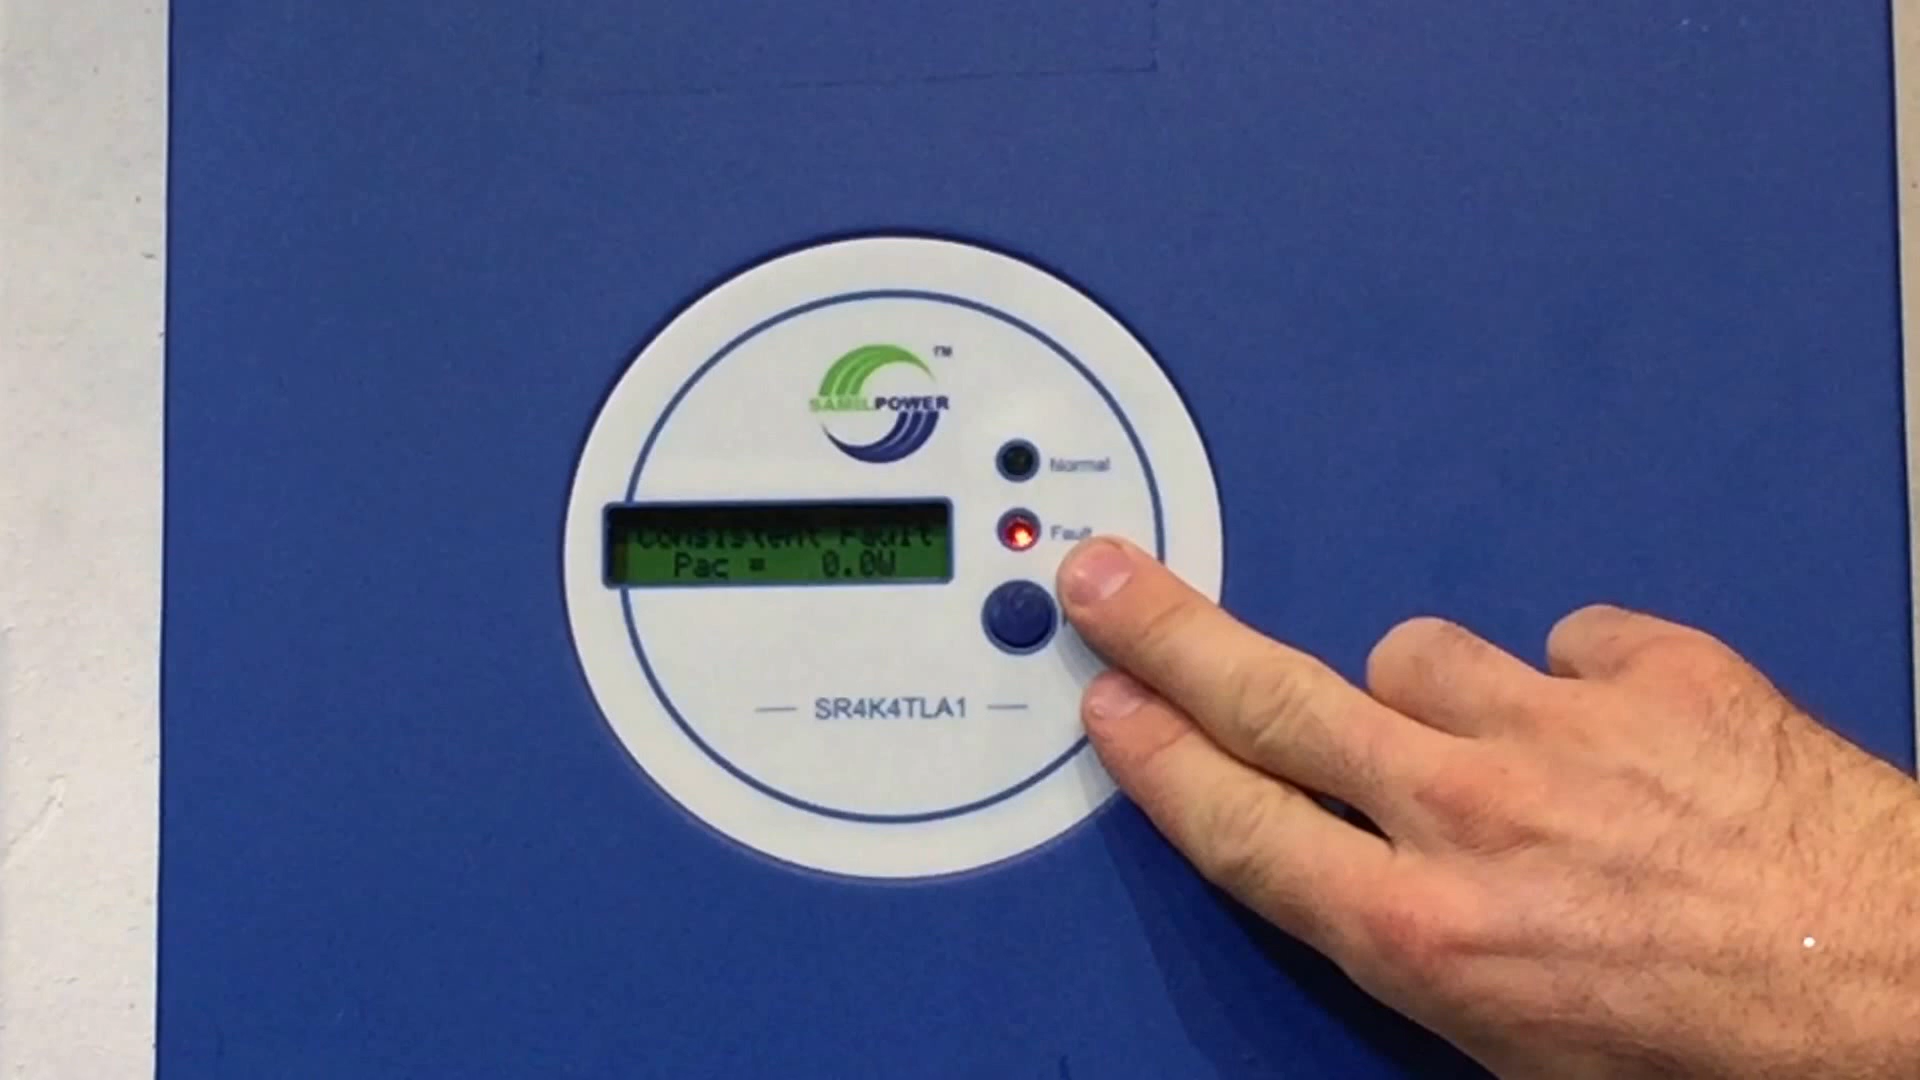 TM
SAMILPOWER
Normal
Fault
Consistent Fault
Pac = 0.0W
SR4K4TLA1